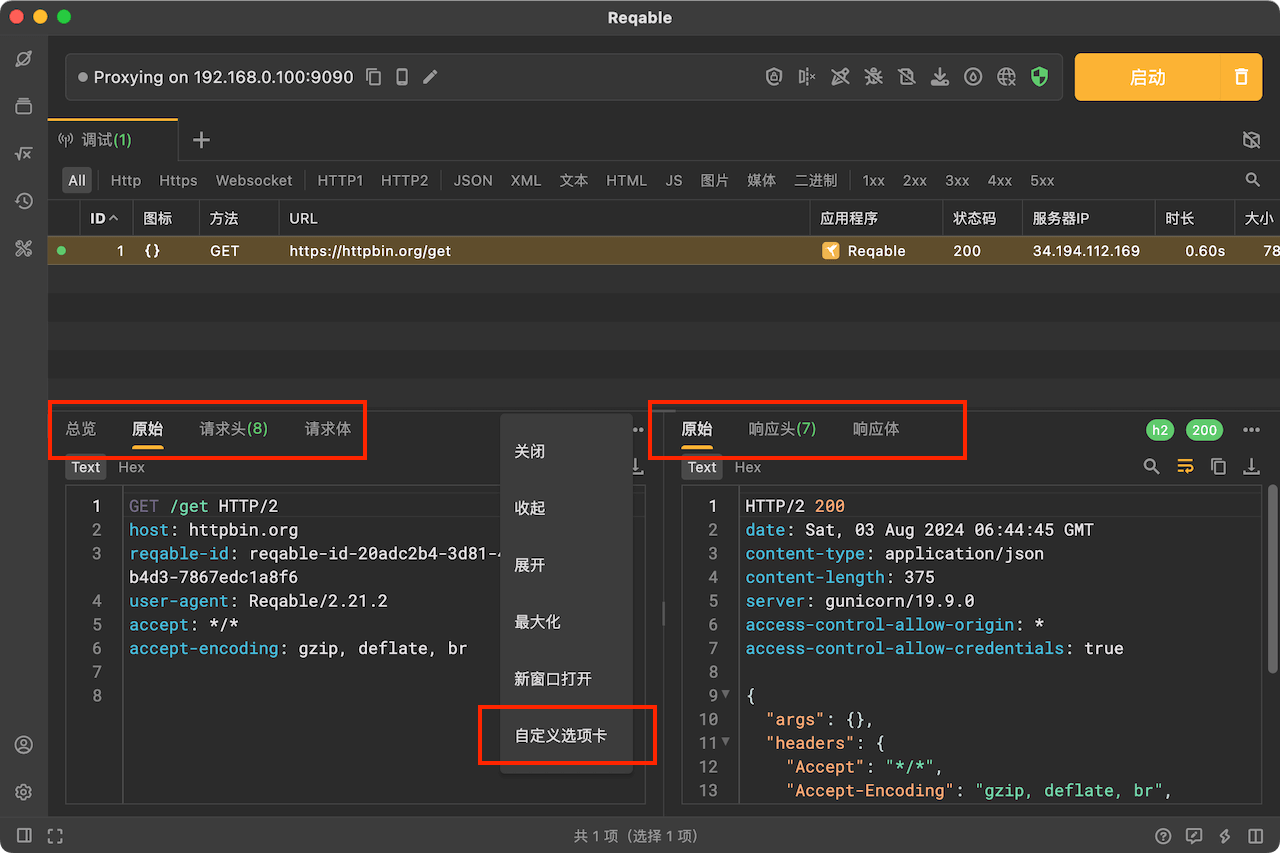 Reqable
Proxying on 192.168.0.100:9090
启动
调试(1)
All Http Https Websocket HTTP1 HTTP2 JSON XML 文本 HTML JS 图片 媒体 二进制 1xx 2xx 3xx 4xx 5xx
ID 图标 方法 URL 应用程序 状态码 服务器IP 时长 大小
1 {} GET https://httpbin.org/get Reqable 200 34.194.112.169 0.60s 78
总览 原始 请求头(8) 请求体
Text Hex
1 GET /get HTTP/2
2 host: httpbin.org
3 reqable-id: reqable-id-20adc2b4-3d81-
b4d3-7867edc1a8f6
4 user-agent: Reqable/2.21.2
5 accept: */*
6 accept-encoding: gzip, deflate, br
7
8
关闭
收起
展开
最大化
新窗口打开
自定义选项卡
原始 响应头(7) 响应体 h2 200
Text Hex
1 HTTP/2 200
2 date: Sat, 03 Aug 2024 06:44:45 GMT
3 content-type: application/json
4 content-length: 375
5 server: gunicorn/19.9.0
6 access-control-allow-origin: *
7 access-control-allow-credentials: true
8
9 {
10 "args": {},
11 "headers": {
12 "Accept": "*/*",
13 "Accept-Encoding": "gzip, deflate, br",
共 1 项（选择 1 项）